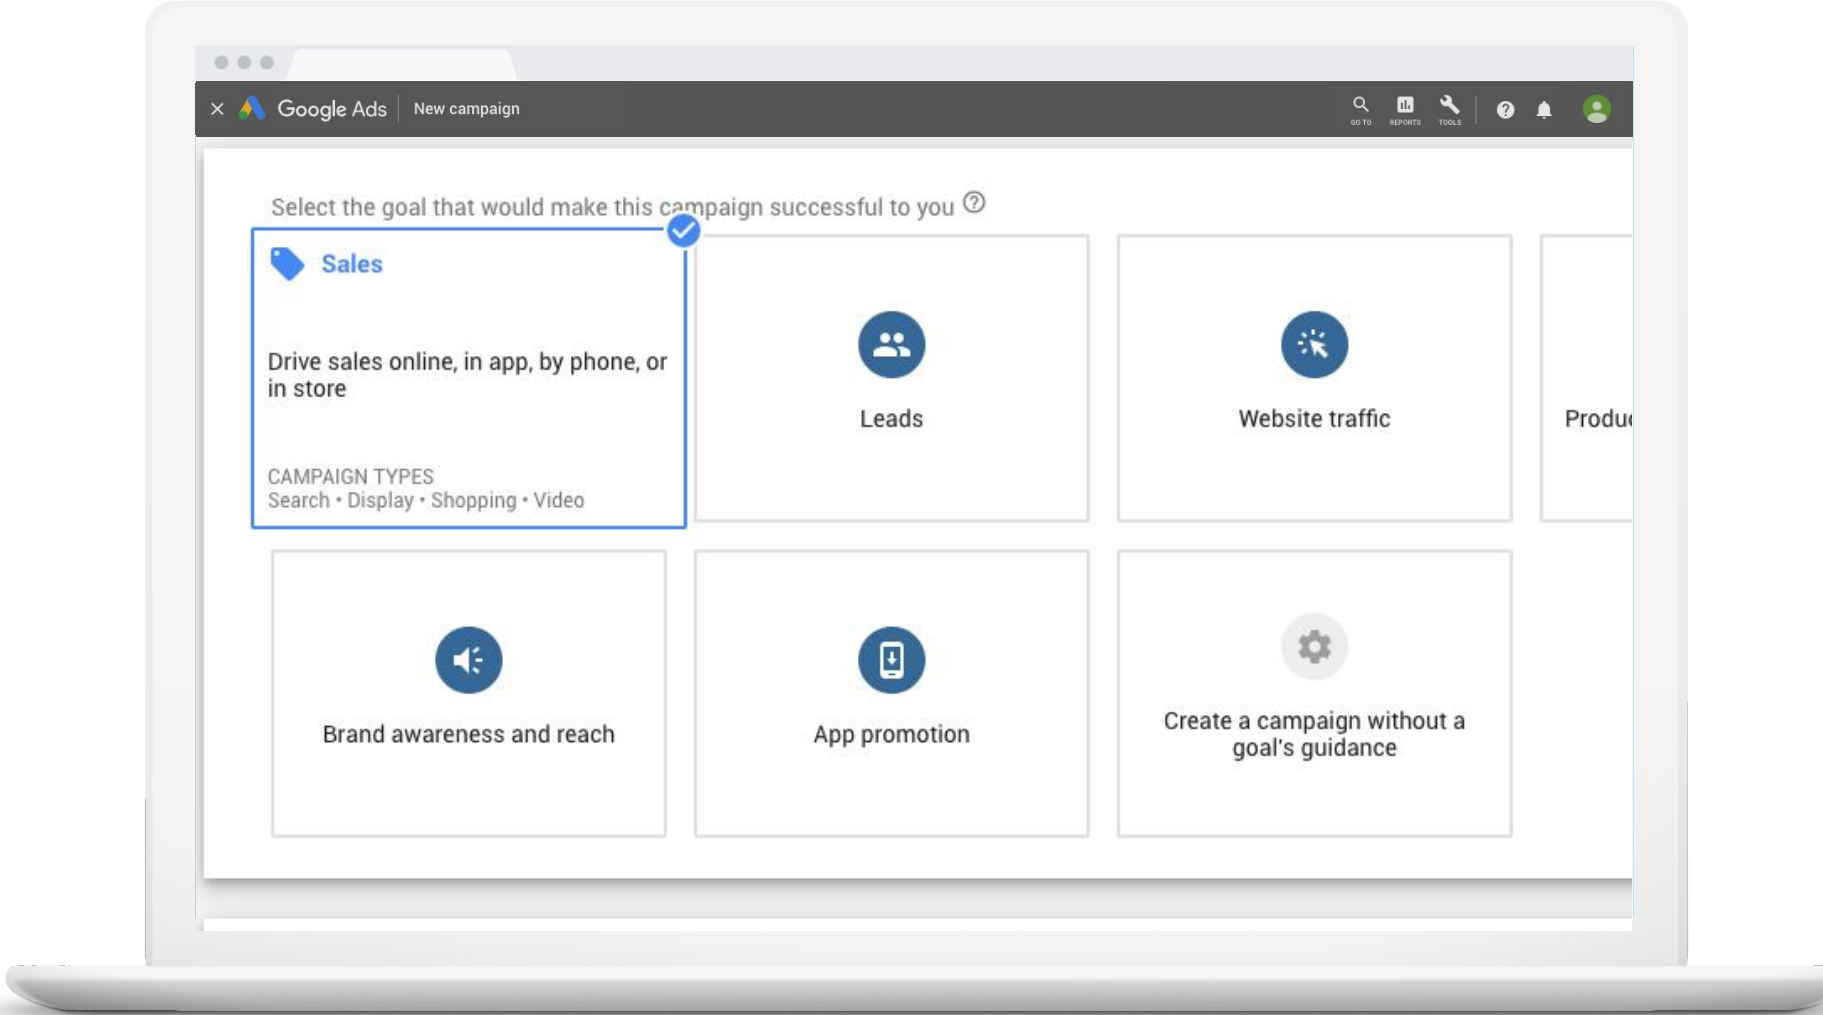 Google Ads
New campaign
GO TO
REPORTS
TOOLS
Select the goal that would make this campaign successful to you
Sales
Drive sales online, in app, by phone, or
in store
CAMPAIGN TYPES
Search • Display • Shopping • Video
Leads
Website traffic
Produc
Brand awareness and reach
App promotion
Create a campaign without a
goal's guidance